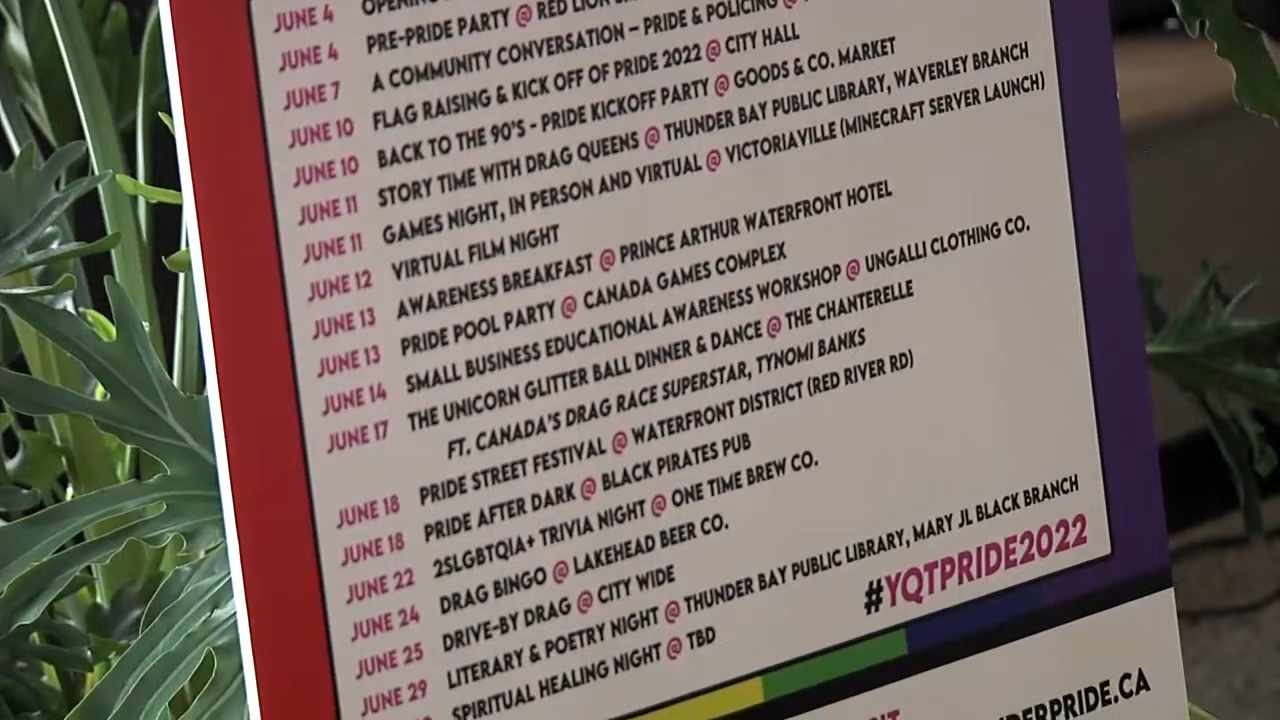 JUNE 4 OPENING
JUNE 4 PRE-PRIDE PARTY @ RED LION
JUNE 7 A COMMUNITY CONVERSATION – PRIDE & POLICING @
JUNE 10 FLAG RAISING & KICK OFF OF PRIDE 2022 @ CITY HALL
JUNE 10 BACK TO THE 90'S - PRIDE KICKOFF PARTY @ GOODS & CO. MARKET
JUNE 11 STORY TIME WITH DRAG QUEENS @ THUNDER BAY PUBLIC LIBRARY, WAVERLEY BRANCH
JUNE 11 GAMES NIGHT, IN PERSON AND VIRTUAL @ VICTORIAVILLE (MINECRAFT SERVER LAUNCH)
JUNE 12 VIRTUAL FILM NIGHT
JUNE 13 AWARENESS BREAKFAST @ PRINCE ARTHUR WATERFRONT HOTEL
JUNE 13 PRIDE POOL PARTY @ CANADA GAMES COMPLEX
JUNE 14 SMALL BUSINESS EDUCATIONAL AWARENESS WORKSHOP @ UNGALLI CLOTHING CO.
JUNE 17 THE UNICORN GLITTER BALL DINNER & DANCE @ THE CHANTERELLE
FT. CANADA'S DRAG RACE SUPERSTAR, TYNOMI BANKS
JUNE 18 PRIDE STREET FESTIVAL @ WATERFRONT DISTRICT (RED RIVER RD)
JUNE 18 PRIDE AFTER DARK @ BLACK PIRATES PUB
JUNE 22 2SLGBTQIA+ TRIVIA NIGHT @ ONE TIME BREW CO.
JUNE 24 DRAG BINGO @ LAKEHEAD BEER CO.
JUNE 25 DRIVE-BY DRAG @ CITY WIDE
JUNE 29 LITERARY & POETRY NIGHT @ THUNDER BAY PUBLIC LIBRARY, MARY JL BLACK BRANCH
SPIRITUAL HEALING NIGHT @ TBD
#YQTPRIDE2022
DERPRIDE.CA